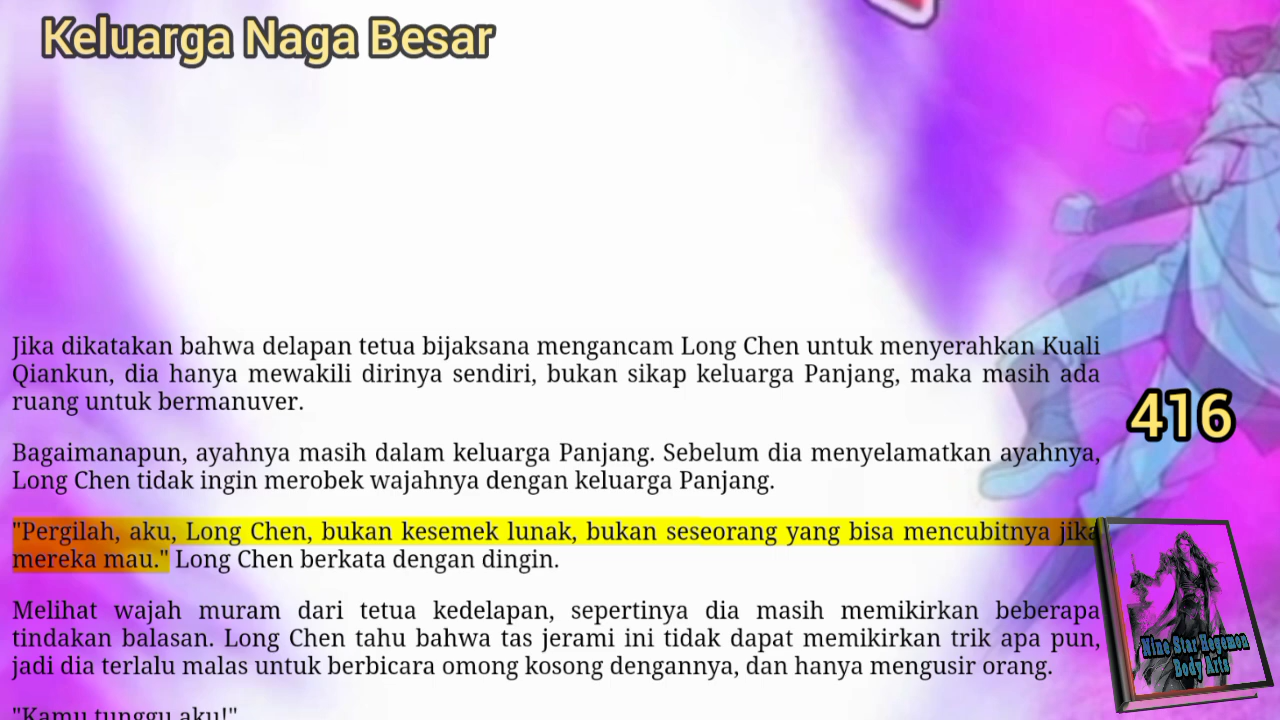 Keluarga Naga Besar
Jika dikatakan bahwa delapan tetua bijaksana mengancam Long Chen untuk menyerahkan Kuali
Qiankun, dia hanya mewakili dirinya sendiri, bukan sikap keluarga Panjang, maka masih ada
ruang untuk bermanuver.
416
Bagaimanapun, ayahnya masih dalam keluarga Panjang. Sebelum dia menyelamatkan ayahnya,
Long Chen tidak ingin merobek wajahnya dengan keluarga Panjang.
"Pergilah, aku, Long Chen, bukan kesemek lunak, bukan seseorang yang bisa mencubitnya jika
mereka mau." Long Chen berkata dengan dingin.
Melihat wajah muram dari tetua kedelapan, sepertinya dia masih memikirkan beberapa
tindakan balasan. Long Chen tahu bahwa tas jerami ini tidak dapat memikirkan trik apa pun,
jadi dia terlalu malas untuk berbicara omong kosong dengannya, dan hanya mengusir orang.
"Kamu tunggu aku!"
Nine Star Hegemon
Body Arts